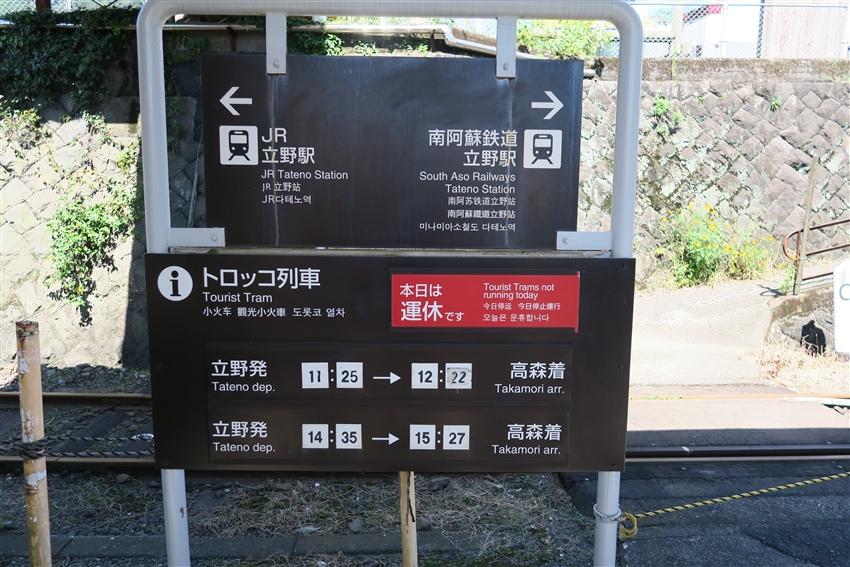 JR
立野駅
JR Tateno Station
JR 立野站
JR다테노역
南阿蘇鉄道
立野駅
South Aso Railways
Tateno Station
南阿苏铁道立野站
南阿蘇鐵道立野站
미나미아소철도 다테노역
トロッコ列車
Tourist Tram
小火车 觀光小火車 도롯코 열차
本日は
運休です
Tourist Trams not
running today
今日停运 今日停止運行
오늘은 운휴합니다
立野発 11:25 → 12:22 高森着
Tateno dep. Takamori arr.
立野発 14:35 → 15:27 高森着
Tateno dep. Takamori arr.